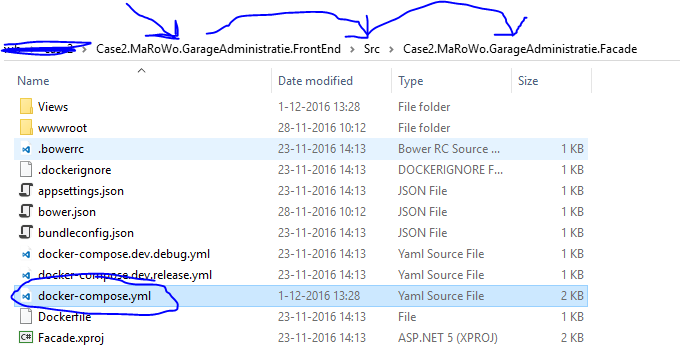 Case2.MaRoWo.GarageAdministratie.FrontEnd > Src > Case2.MaRoWo.GarageAdministratie.Facade
Name Date modified Type Size
Views 1-12-2016 13:28 File folder
wwwroot 28-11-2016 10:12 File folder
.bowerrc 23-11-2016 14:13 Bower RC Source ... 1 KB
.dockerignore 23-11-2016 14:13 DOCKERIGNORE F... 1 KB
appsettings.json 23-11-2016 14:13 JSON File 1 KB
bower.json 28-11-2016 10:12 JSON File 1 KB
bundleconfig.json 23-11-2016 14:13 JSON File 1 KB
docker-compose.dev.debug.yml 23-11-2016 14:13 Yaml Source File 1 KB
docker-compose.dev.release.yml 23-11-2016 14:13 Yaml Source File 1 KB
docker-compose.yml 1-12-2016 13:28 Yaml Source File 2 KB
Dockerfile 23-11-2016 14:13 File 1 KB
Facade.xproj 23-11-2016 14:13 ASP.NET 5 (XPROJ) 2 KB